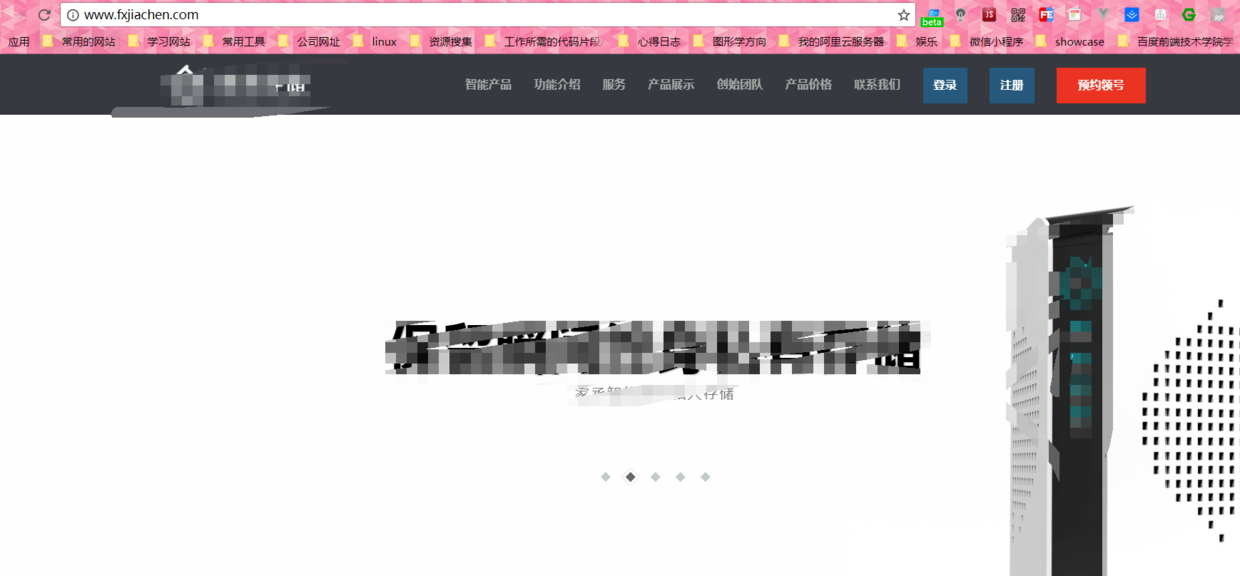 www.fxjiachen.com
beta
JS
FE
RP
应用 常用的网站 学习网站 常用工具 公司网址 linux 资源搜集 工作所需的代码片段 心得日志 图形学方向 我的阿里云服务器 娱乐 微信小程序 showcase 百度前端技术学院学
智能产品 功能介绍 服务 产品展示 创始团队 产品价格 联系我们 登录 注册 预约领号
存储